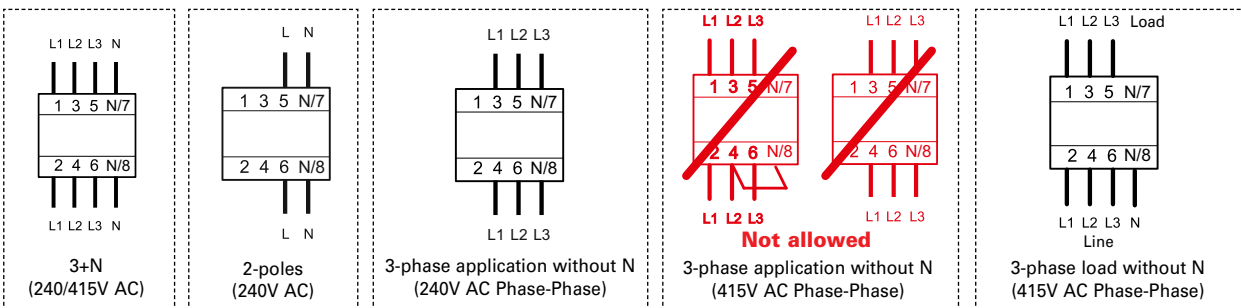 L1 L2 L3 N
1 3 5 N/7
2 4 6 N/8
L1 L2 L3 N
3+N
(240/415V AC)
L N
1 3 5 N/7
2 4 6 N/8
L N
2-poles
(240V AC)
L1 L2 L3
1 3 5 N/7
2 4 6 N/8
L1 L2 L3
3-phase application without N
(240V AC Phase-Phase)
L1 L2 L3
1 3 5 N/7
2 4 6 N/8
L1 L2 L3
L1 L2 L3
1 3 5 N/7
2 4 6 N/8
L1 L2 L3
Not allowed
3-phase application without N
(415V AC Phase-Phase)
L1 L2 L3 Load
1 3 5 N/7
2 4 6 N/8
L1 L2 L3 N
Line
3-phase load without N
(415V AC Phase-Phase)